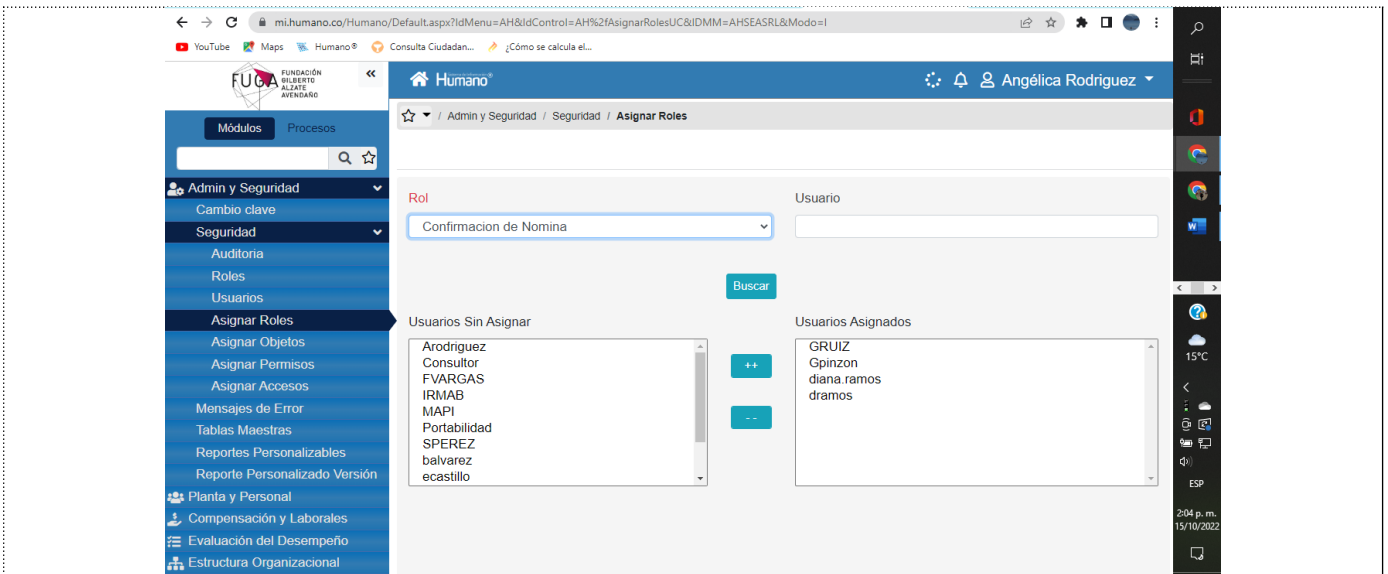 mi.humano.co/Humano/Default.aspx?IdMenu=AH&IdControl=AH%2fAsignarRolesUC&IDMM=AHSEASRL&Modo=I
YouTube Maps Humano® Consulta Ciudadan... ¿Cómo se calcula el...
FUGA FUNDACIÓN
GILBERTO
ALZATE
AVENDAÑO
Humano®
Angélica Rodriguez
/ Admin y Seguridad / Seguridad / Asignar Roles
Módulos Procesos
Admin y Seguridad
Cambio clave
Seguridad
Auditoria
Roles
Usuarios
Asignar Roles
Asignar Objetos
Asignar Permisos
Asignar Accesos
Mensajes de Error
Tablas Maestras
Reportes Personalizables
Reporte Personalizado Versión
Planta y Personal
Compensación y Laborales
Evaluación del Desempeño
Estructura Organizacional
Rol
Confirmacion de Nomina
Usuario
Buscar
Usuarios Sin Asignar
Arodriguez
Consultor
FVARGAS
IRMAB
MAPI
Portabilidad
SPEREZ
balvarez
ecastillo
++
--
Usuarios Asignados
GRUIZ
Gpinzon
diana.ramos
dramos
15°C
ESP
2:04 p. m.
15/10/2022